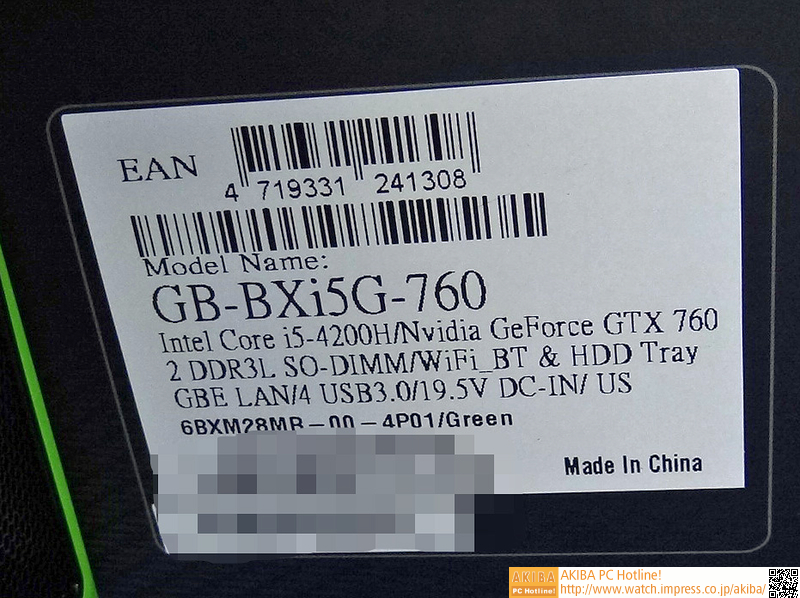 EAN
4 719331 241308
Model Name:
GB-BXi5G-760
Intel Core i5-4200H/Nvidia GeForce GTX 760
2 DDR3L SO-DIMM/WiFi_BT & HDD Tray
GBE LAN/4 USB3.0/19.5V DC-IN/ US
6BXM28MR-00-4P01/Green
Made In China
AKIBA PC Hotline!
AKIBA PC Hotline!
http://www.watch.impress.co.jp/akiba/